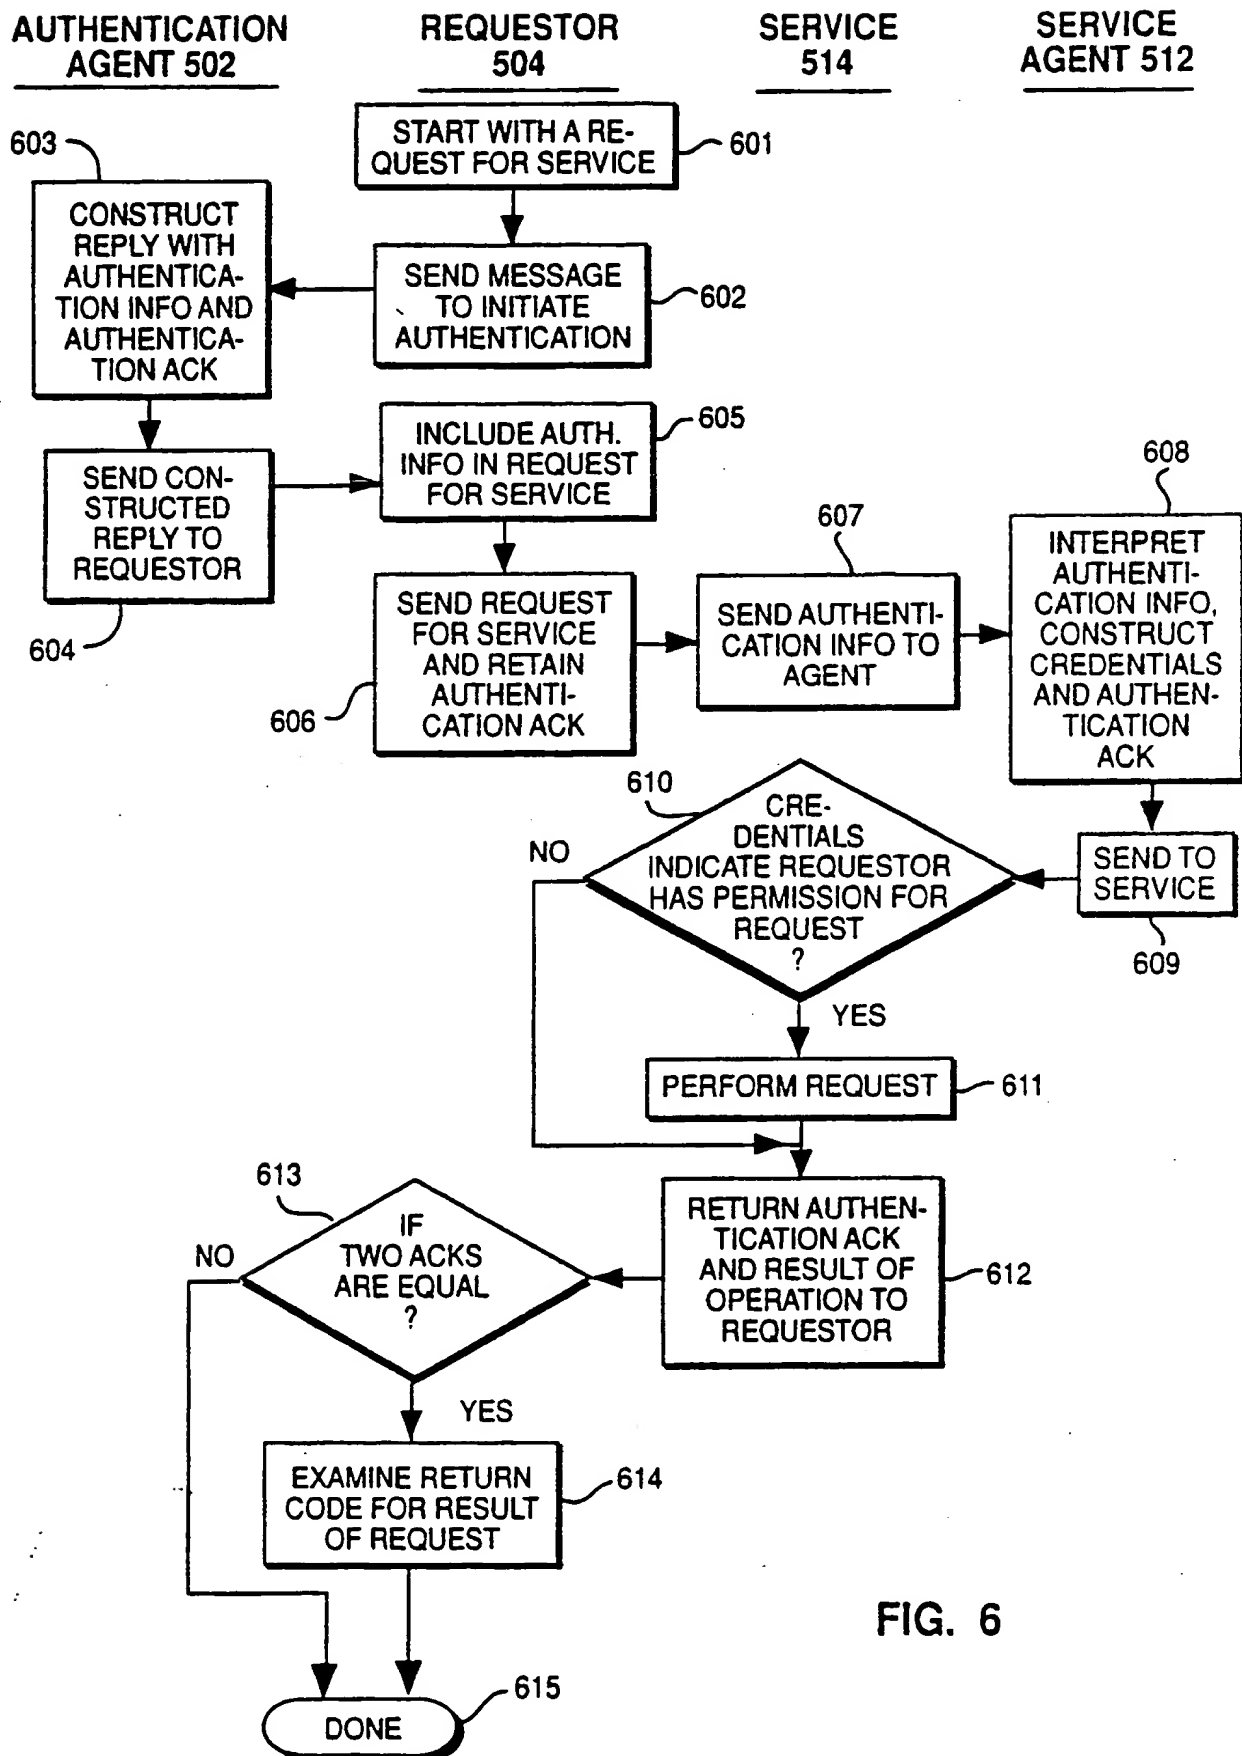 AUTHENTICATION
AGENT 502
REQUESTOR
504
SERVICE
514
SERVICE
AGENT 512
START WITH A RE-
QUEST FOR SERVICE
601
603
CONSTRUCT
REPLY WITH
AUTHENTICA-
TION INFO AND
AUTHENTICA-
TION ACK
SEND MESSAGE
TO INITIATE
AUTHENTICATION
602
INCLUDE AUTH.
INFO IN REQUEST
FOR SERVICE
605
SEND CON-
STRUCTED
REPLY TO
REQUESTOR
604
SEND REQUEST
FOR SERVICE
AND RETAIN
AUTHENTI-
CATION ACK
606
607
SEND AUTHENTI-
CATION INFO TO
AGENT
608
INTERPRET
AUTHENTI-
CATION INFO,
CONSTRUCT
CREDENTIALS
AND AUTHEN-
TICATION
ACK
610
CRE-
DENTIALS
INDICATE REQUESTOR
HAS PERMISSION FOR
REQUEST
?
NO
SEND TO
SERVICE
609
YES
PERFORM REQUEST
611
613
IF
TWO ACKS
ARE EQUAL
?
NO
RETURN AUTHEN-
TICATION ACK
AND RESULT OF
OPERATION TO
REQUESTOR
612
YES
EXAMINE RETURN
CODE FOR RESULT
OF REQUEST
614
FIG. 6
DONE
615